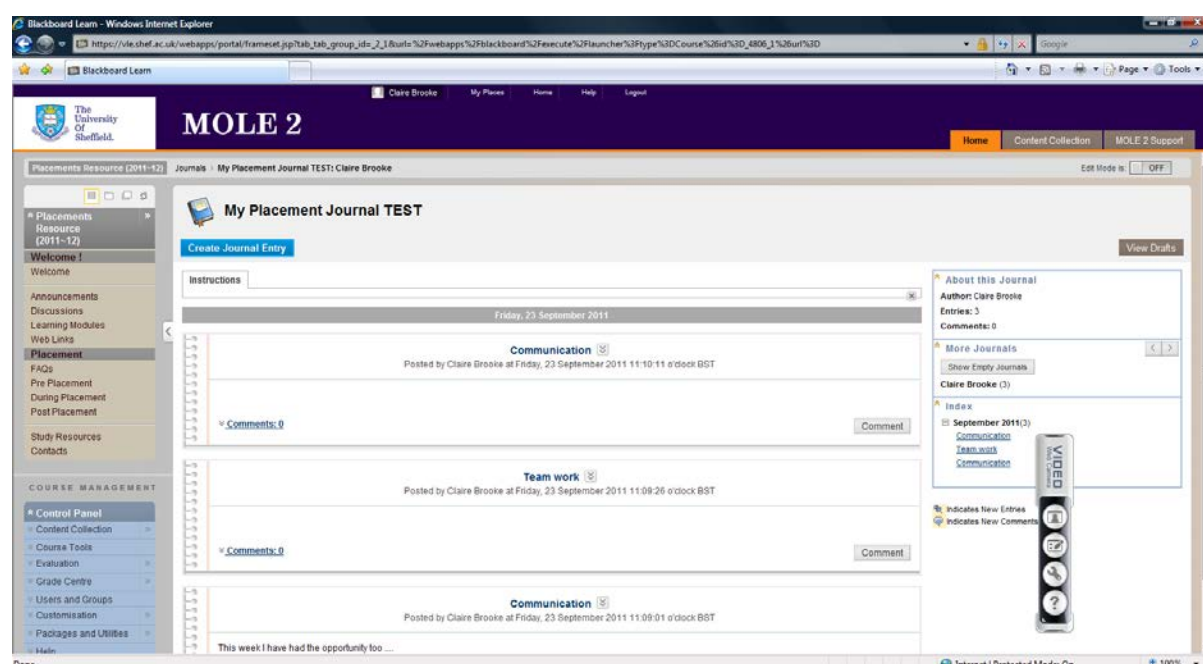 Blackboard Learn - Windows Internet Explorer
https://vle.shef.ac.uk/webapps/portal/frameset.jsp?tab_tab_group_id=_2_1&url=%2Fwebapps%2Fblackboard%2Fexecute%2Flauncher%3Ftype%3DCourse%26id%3D_4806_1%26url%3D
Google
Blackboard Learn
Page Tools
Claire Brooke My Places Home Help Logout
The University Of Sheffield.
MOLE 2
Home Content Collection MOLE 2 Support
Placements Resource (2011-12) Journals My Placement Journal TEST: Claire Brooke
Edit Mode is: OFF
Placements Resource (2011-12)
Welcome !
Welcome
Announcements
Discussions
Learning Modules
Web Links
Placement
FAQs
Pre Placement
During Placement
Post Placement
Study Resources
Contacts
COURSE MANAGEMENT
Control Panel
Content Collection
Course Tools
Evaluation
Grade Centre
Users and Groups
Customisation
Packages and Utilities
Help
My Placement Journal TEST
Create Journal Entry
View Drafts
Instructions
Friday, 23 September 2011
Communication
Posted by Claire Brooke at Friday, 23 September 2011 11:10:11 o'clock BST
Comments: 0
Comment
Team work
Posted by Claire Brooke at Friday, 23 September 2011 11:09:26 o'clock BST
Comments: 0
Comment
Communication
Posted by Claire Brooke at Friday, 23 September 2011 11:09:01 o'clock BST
This week I have had the opportunity too ....
About this Journal
Author: Claire Brooke
Entries: 3
Comments: 0
More Journals
Show Empty Journals
Claire Brooke (3)
Index
September 2011(3)
Communication
Team work
Communication
Indicates New Entries
Indicates New Comments
VIDEO
Web Camera
Done
Internet | Protected Mode: On
100%